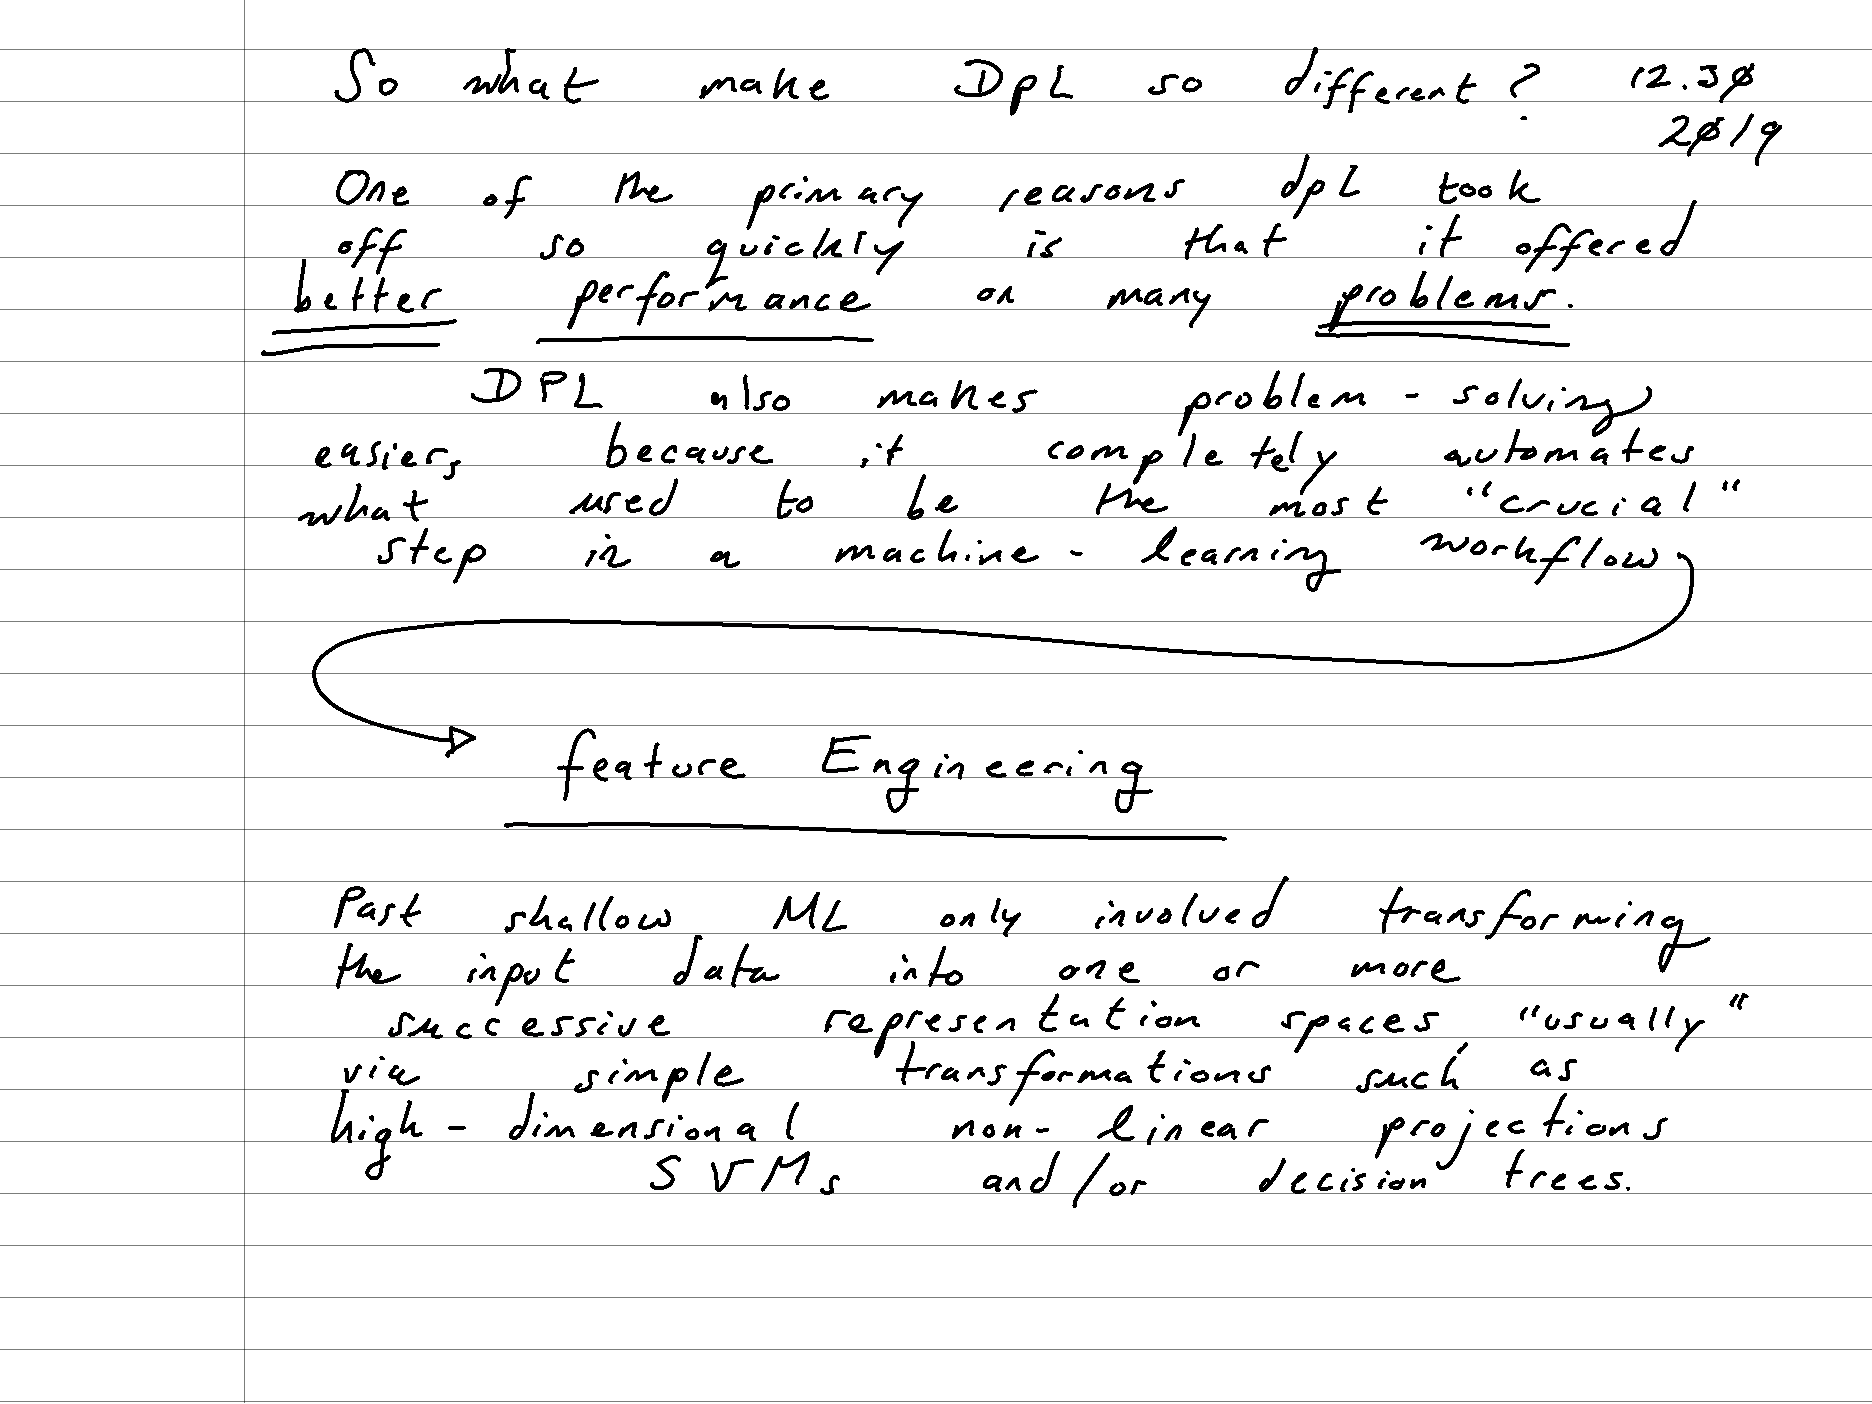 So what make DpL so different? 12.30
2019
One of the primary reasons dpL took
off so quickly is that it offered
better performance on many problems.
DPL also makes problem - solving
easier, because it completely automates
what used to be the most "crucial"
step in a machine - learning workflow
feature Engineering
Past shallow ML only involved transforming
the input data into one or more
successive representation spaces, "usually"
via simple transformations such as
high - dimensional non- linear projections
SVMs and/or decision trees.